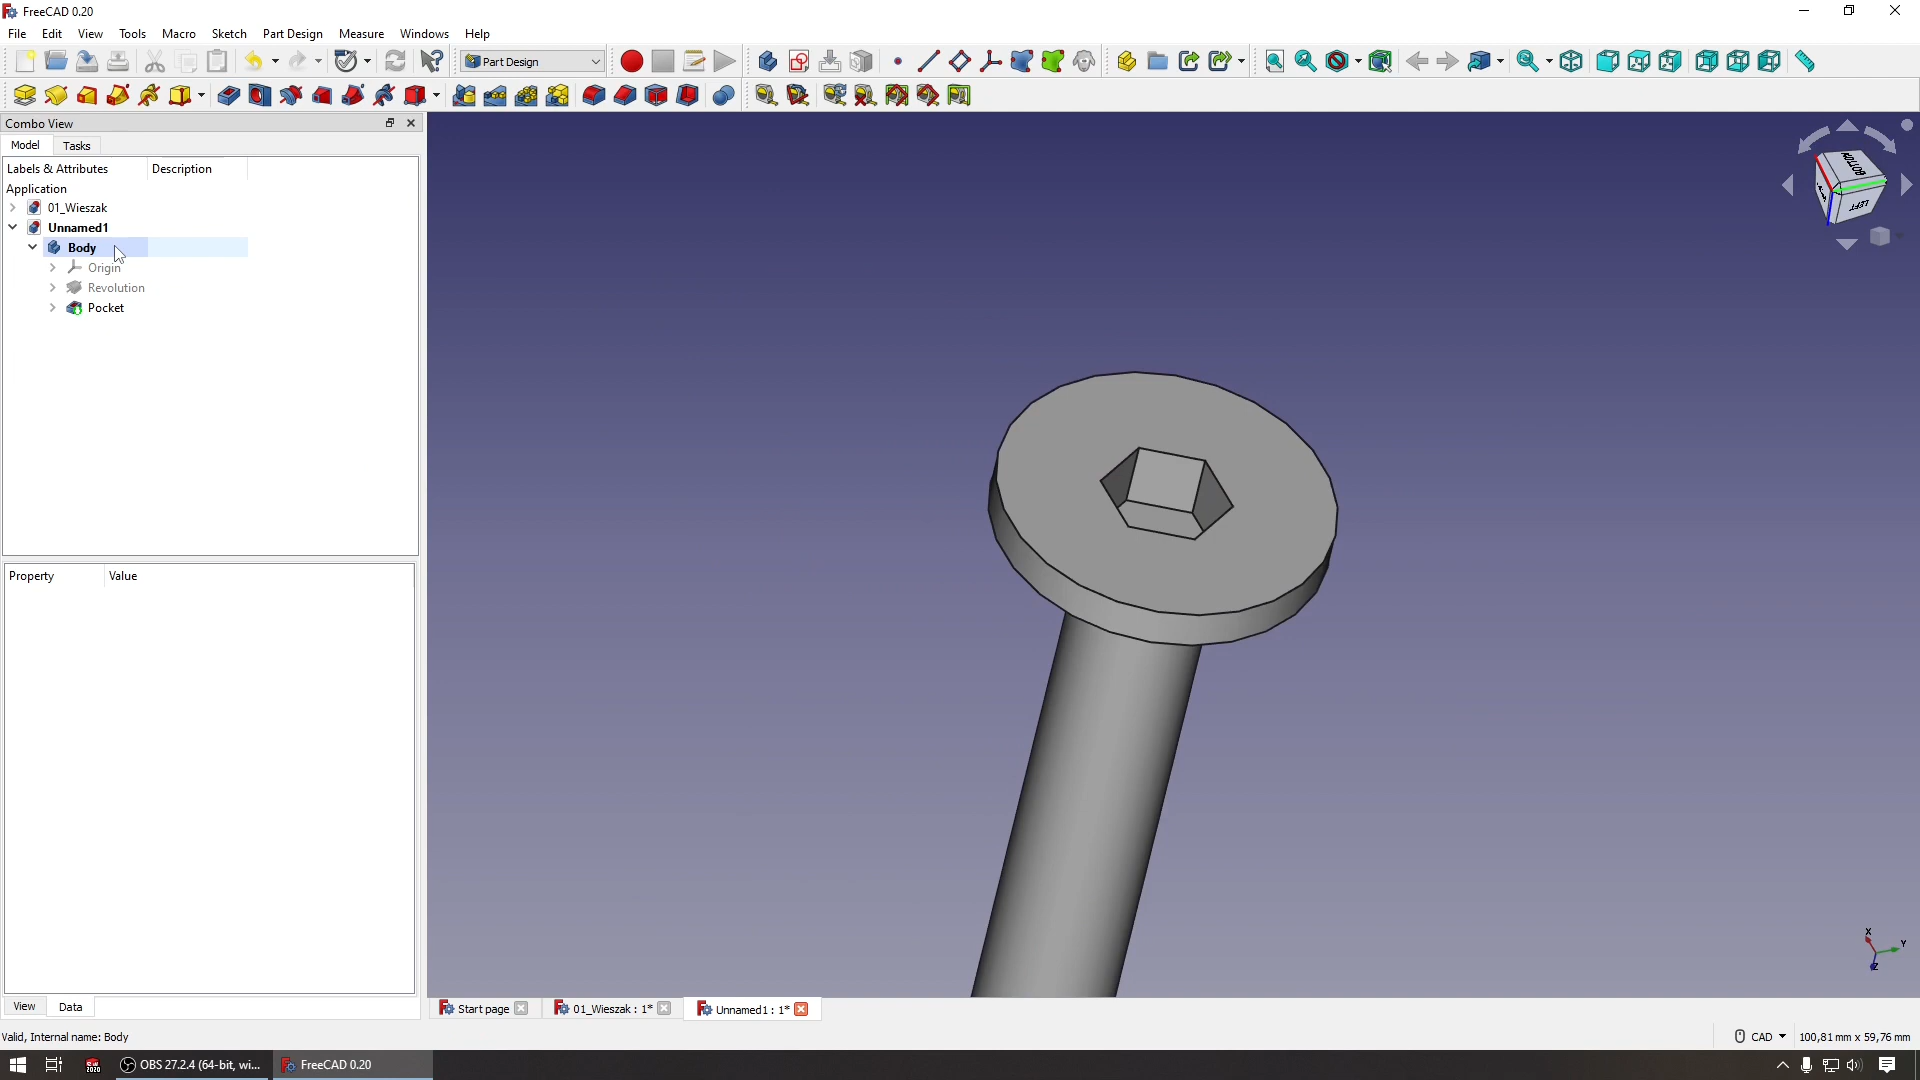 FreeCAD 0.20
File Edit View Tools Macro Sketch Part Design Measure Windows Help
Part Design
Combo View
Model Tasks
Labels & Attributes Description
Application
01_Wieszak
Unnamed1
Body
Origin
Revolution
Pocket
BOTTOM
LEFT
Property Value
X
Y
Z
View Data
Start page 01_Wieszak : 1* Unnamed1 : 1*
Valid, Internal name: Body
CAD 100,81 mm x 59,76 mm
OBS 27.2.4 (64-bit, wi... FreeCAD 0.20